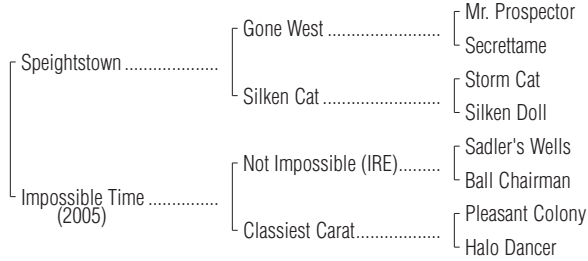 Mr. Prospector
Gone West ........................
Secrettame
Speightstown ....................
Storm Cat
Silken Cat .........................
Silken Doll
Sadler's Wells
Not Impossible (IRE).........
Ball Chairman
Impossible Time ...............
(2005)
Pleasant Colony
Classiest Carat..................
Halo Dancer